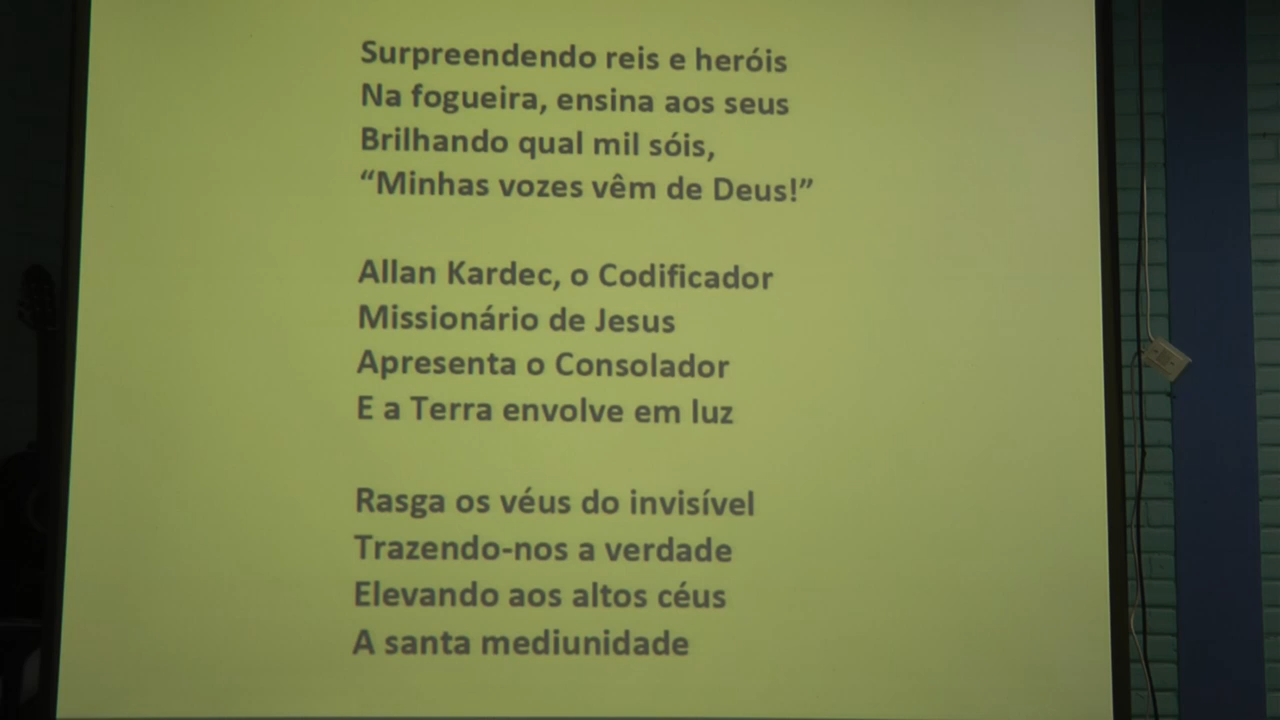 Surpreendendo reis e heróis
Na fogueira, ensina aos seus
Brilhando qual mil sóis,
“Minhas vozes vêm de Deus!”
Allan Kardec, o Codificador
Missionário de Jesus
Apresenta o Consolador
E a Terra envolve em luz
Rasga os véus do invisível
Trazendo-nos a verdade
Elevando aos altos céus
A santa mediunidade